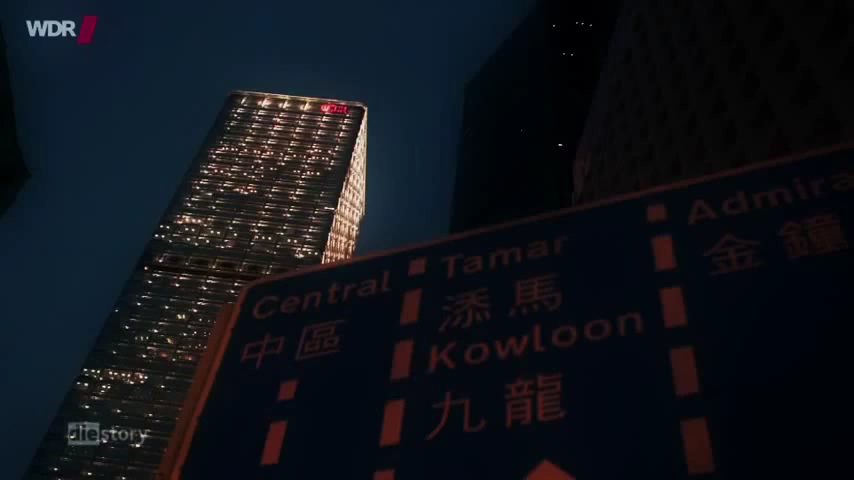 WDR
Central
中區
Tamar
添馬
Kowloon
九龍
Admira
金鐘
die story